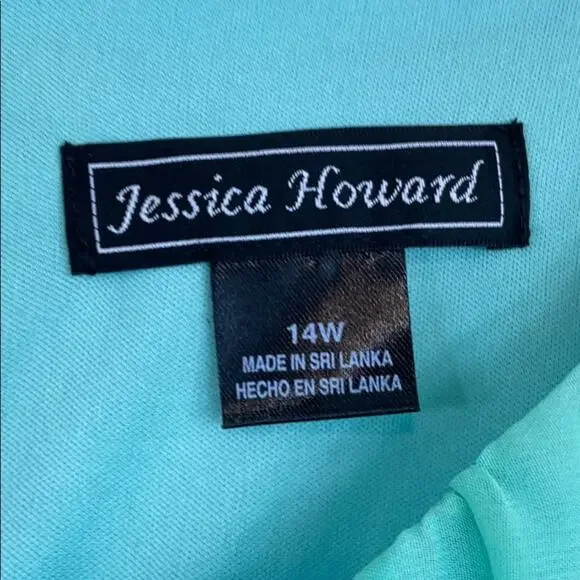 Jessica Howard
14W
MADE IN SRI LANKA
HECHO EN SRI LANKA